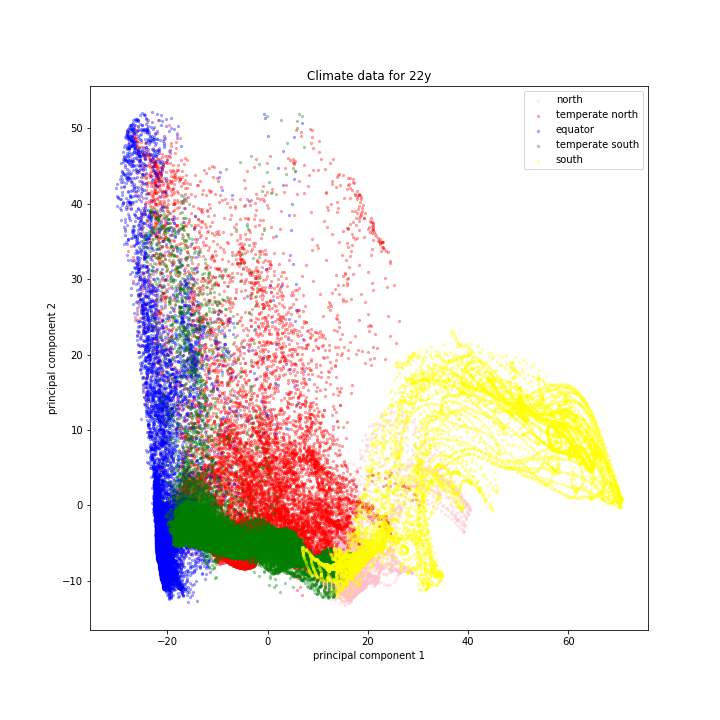 Climate data for 22y
north
temperate north
equator
temperate south
south
50
40
30
20
10
0
−10
principal component 2
−20
0
20
40
60
principal component 1